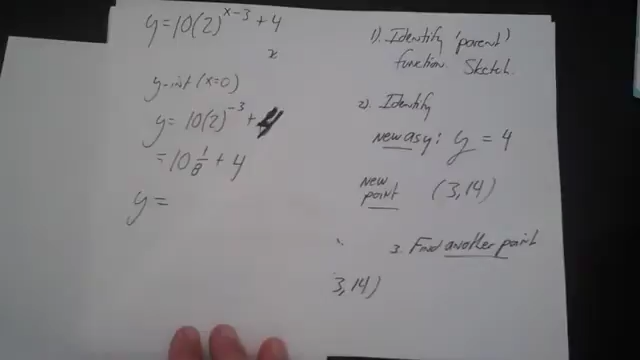 y = 10(2)^{x-3} + 4
x
y-int (x=0)
y = 10(2)^{-3} + 4
= 10 1/8 + 4
y =
1). Identify 'parent' function. Sketch.
2). Identify
new asy: y = 4
new point (3,14)
3. Find another point
3,14)